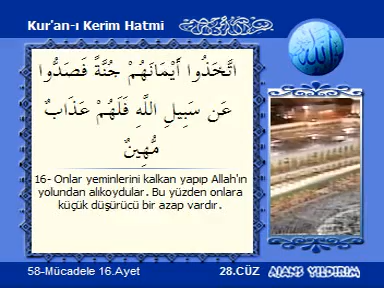 Kur'an-ı Kerim Hatmi
الله
اتَّخَذُوا أَيْمَانَهُمْ جُنَّةً فَصَدُّوا
عَن سَبِيلِ اللَّهِ فَلَهُمْ عَذَابٌ
مُّهِينٌ
16- Onlar yeminlerini kalkan yapıp Allah'ın
yolundan alıkoydular. Bu yüzden onlara
küçük düşürücü bir azap vardır.
58-Mücadele 16.Ayet
28.CÜZ
AJANS YILDIRIM